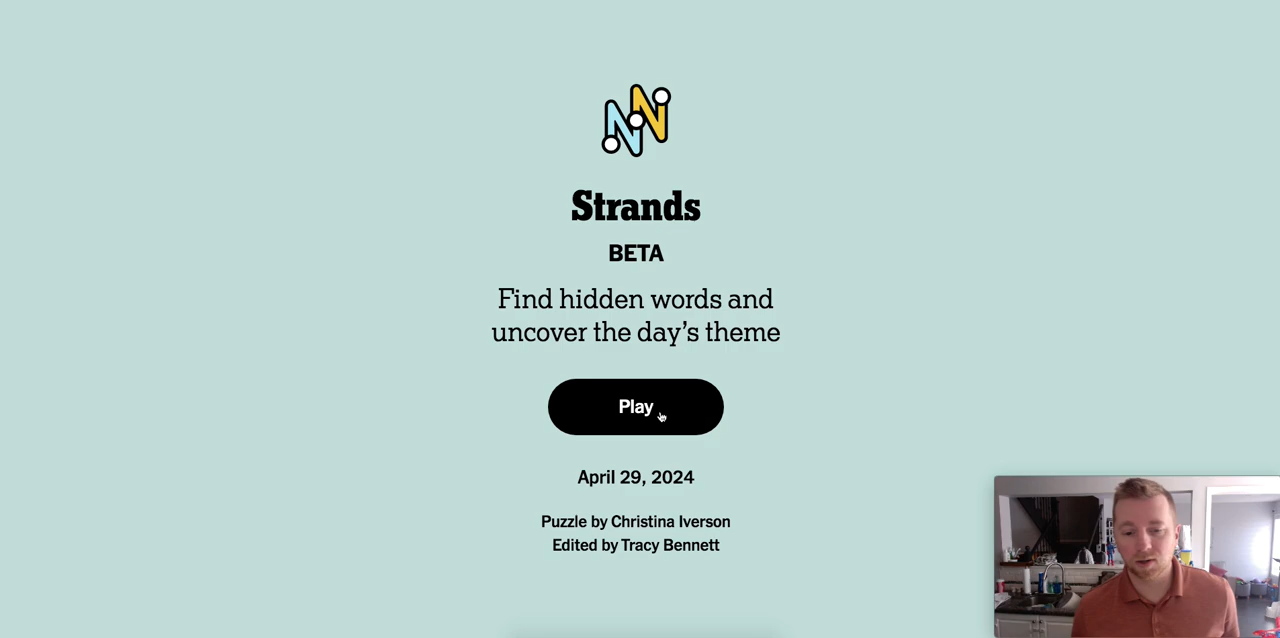 Strands
BETA
Find hidden words and
uncover the day's theme
Play
April 29, 2024
Puzzle by Christina Iverson
Edited by Tracy Bennett